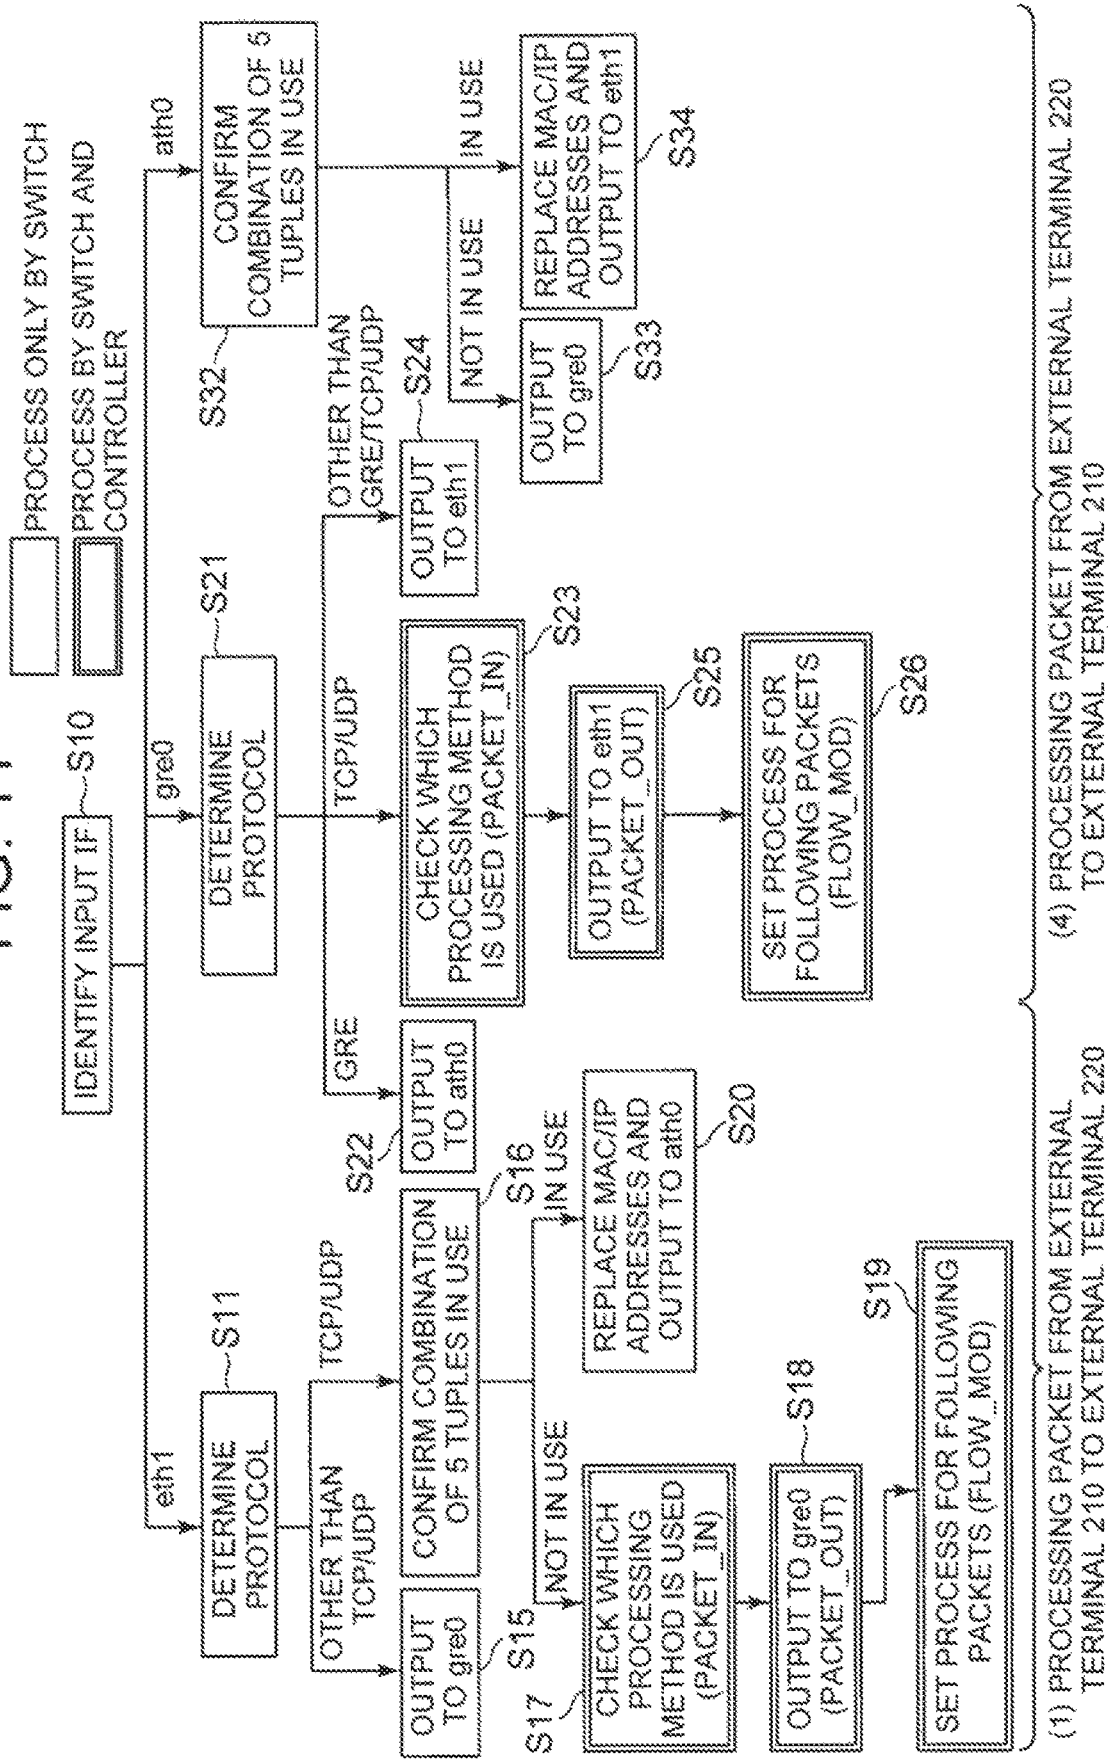 FIG. 11
PROCESS ONLY BY SWITCH
PROCESS BY SWITCH AND
CONTROLLER
IDENTIFY INPUT IF
S10
eth1
gre0
ath0
DETERMINE
PROTOCOL
S11
OTHER THAN
TCP/UDP
TCP/UDP
OUTPUT
TO gre0
S15
CONFIRM COMBINATION
OF 5 TUPLES IN USE
S16
NOT IN USE
IN USE
S17
CHECK WHICH
PROCESSING
METHOD IS USED
(PACKET_IN)
REPLACE MAC/IP
ADDRESSES AND
OUTPUT TO ath0
S20
OUTPUT TO gre0
(PACKET_OUT)
S18
S19
SET PROCESS FOR FOLLOWING
PACKETS (FLOW_MOD)
DETERMINE
PROTOCOL
S21
GRE
TCP/UDP
OTHER THAN
GRE/TCP/UDP
S22
OUTPUT
TO ath0
CHECK WHICH
PROCESSING METHOD
IS USED (PACKET_IN)
S23
OUTPUT
TO eth1
S24
OUTPUT TO eth1
(PACKET_OUT)
S25
SET PROCESS FOR
FOLLOWING PACKETS
(FLOW_MOD)
S26
S32
CONFIRM
COMBINATION OF 5
TUPLES IN USE
NOT IN USE
IN USE
OUTPUT
TO gre0
S33
REPLACE MAC/IP
ADDRESSES AND
OUTPUT TO eth1
S34
(1) PROCESSING PACKET FROM EXTERNAL
TERMINAL 210 TO EXTERNAL TERMINAL 220
(4) PROCESSING PACKET FROM EXTERNAL TERMINAL 220
TO EXTERNAL TERMINAL 210